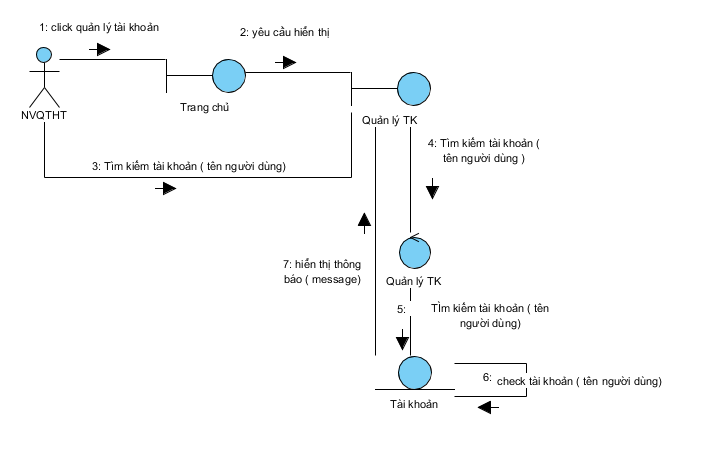 1: click quản lý tài khoản
2: yêu cầu hiển thị
NVQTHT
Trang chủ
Quản lý TK
3: Tìm kiếm tài khoản ( tên người dùng)
4: Tìm kiếm tài khoản (
tên người dùng )
7: hiển thị thông
báo ( message)
Quản lý TK
5: TÌm kiếm tài khoản ( tên
người dùng)
6: check tài khoản ( tên người dùng)
Tài khoản